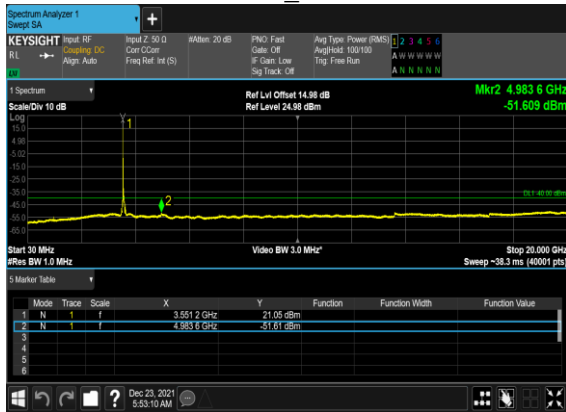 Spectrum Analyzer 1
Swept SA
+
KEYSIGHT Input: RF Input Z: 50 Ω #Atten: 20 dB PNO: Fast Avg Type: Power (RMS) 1 2 3 4 5 6
RL Coupling: DC Corr CCorr Gate: Off Avg|Hold: 100/100 A W W W W W
Align: Auto Freq Ref: Int (S) IF Gain: Low Trig: Free Run
Sig Track: Off A N N N N N
1 Spectrum
Scale/Div 10 dB
Ref Lvl Offset 14.98 dB
Ref Level 24.98 dBm
Mkr2 4.983 6 GHz
-51.609 dBm
Log
15.0
4.98
-5.02
-15.0
-25.0
-35.0
-45.0
-55.0
-65.0
1
2
DL1 -40.00 dBm
Start 30 MHz Video BW 3.0 MHz* Stop 20.000 GHz
#Res BW 1.0 MHz Sweep ~38.3 ms (40001 pts)
5 Marker Table
Mode Trace Scale X Y Function Function Width Function Value
1 N 1 f 3.551 2 GHz 21.05 dBm
2 N 1 f 4.983 6 GHz -51.61 dBm
3
4
5
6
? Dec 23, 2021
5:53:10 AM